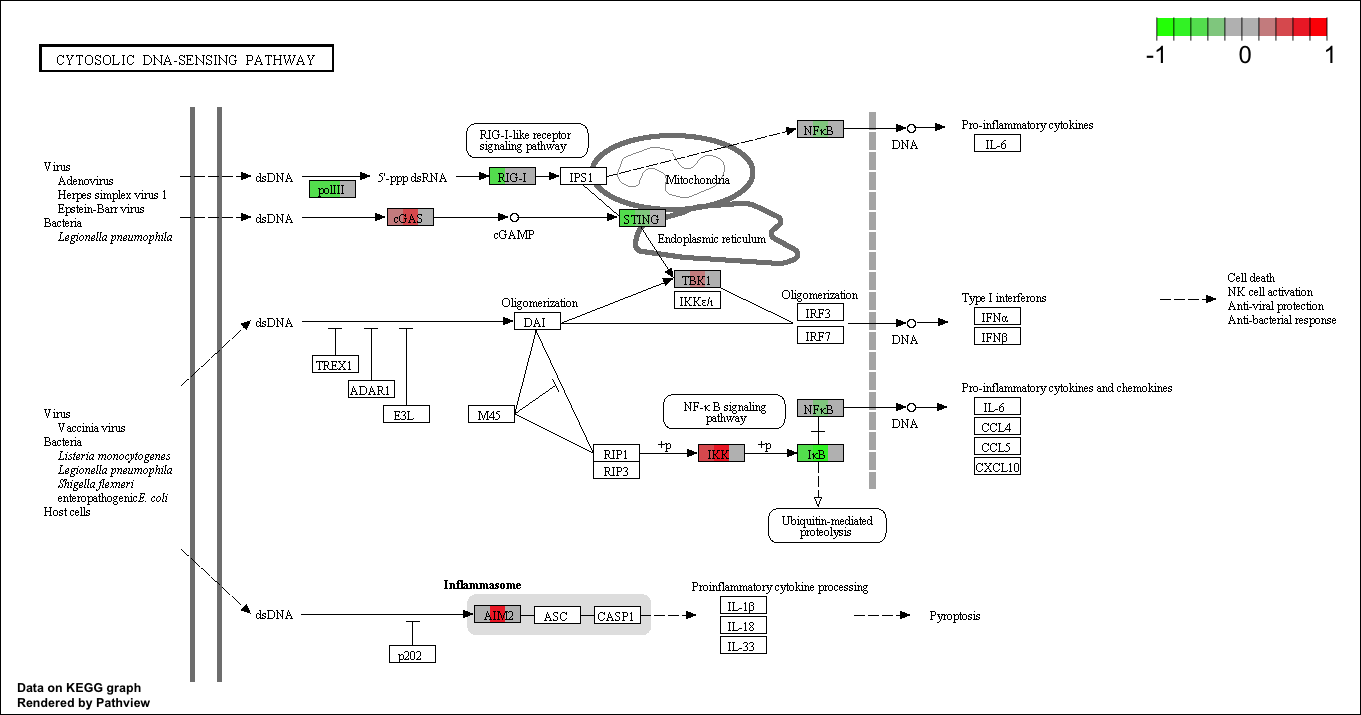 -1 0 1
CYTOSOLIC DNA-SENSING PATHWAY
RIG-I-like receptor
signaling pathway
NFκB
DNA
Pro-inflammatory cytokines
IL-6
Virus
Adenovirus
Herpes simplex virus 1
Epstein-Barr virus
Bacteria
Legionella pneumophila
dsDNA
polIII
5'-ppp dsRNA
RIG-I
IPS1
Mitochondria
dsDNA
cGAS
cGAMP
STING
Endoplasmic reticulum
TBK1
IKKε/ι
Oligomerization
dsDNA
DAI
Oligomerization
IRF3
IRF7
DNA
Type I interferons
IFNα
IFNβ
Cell death
NK cell activation
Anti-viral protection
Anti-bacterial response
TREX1
ADAR1
E3L
M45
Virus
Vaccinia virus
Bacteria
Listeria monocytogenes
Legionella pneumophila
Shigella flexneri
enteropathogenicE. coli
Host cells
NF-κ B signaling
pathway
NFκB
DNA
Pro-inflammatory cytokines and chemokines
IL-6
CCL4
CCL5
CXCL10
RIP1
RIP3
+p
IKK
+p
IκB
Ubiquitin-mediated
proteolysis
Inflammasome
dsDNA
p202
AIM2
ASC
CASP1
Proinflammatory cytokine processing
IL-1β
IL-18
IL-33
Pyroptosis
Data on KEGG graph
Rendered by Pathview